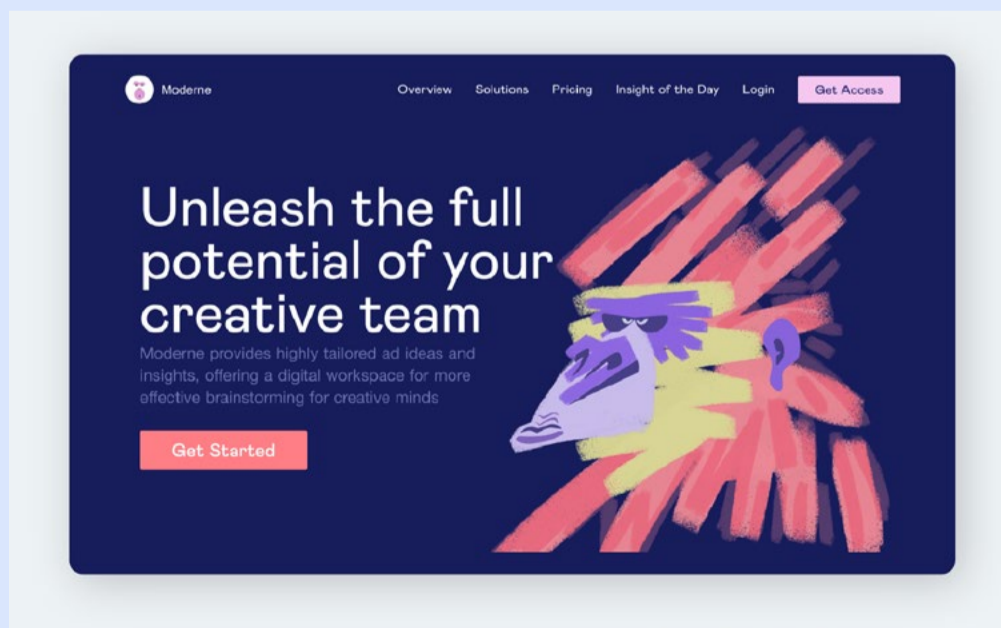 Moderne
Overview Solutions Pricing Insight of the Day Login Get Access
Unleash the full
potential of your
creative team
Moderne provides highly tailored ad ideas and
insights, offering a digital workspace for more
effective brainstorming for creative minds
Get Started